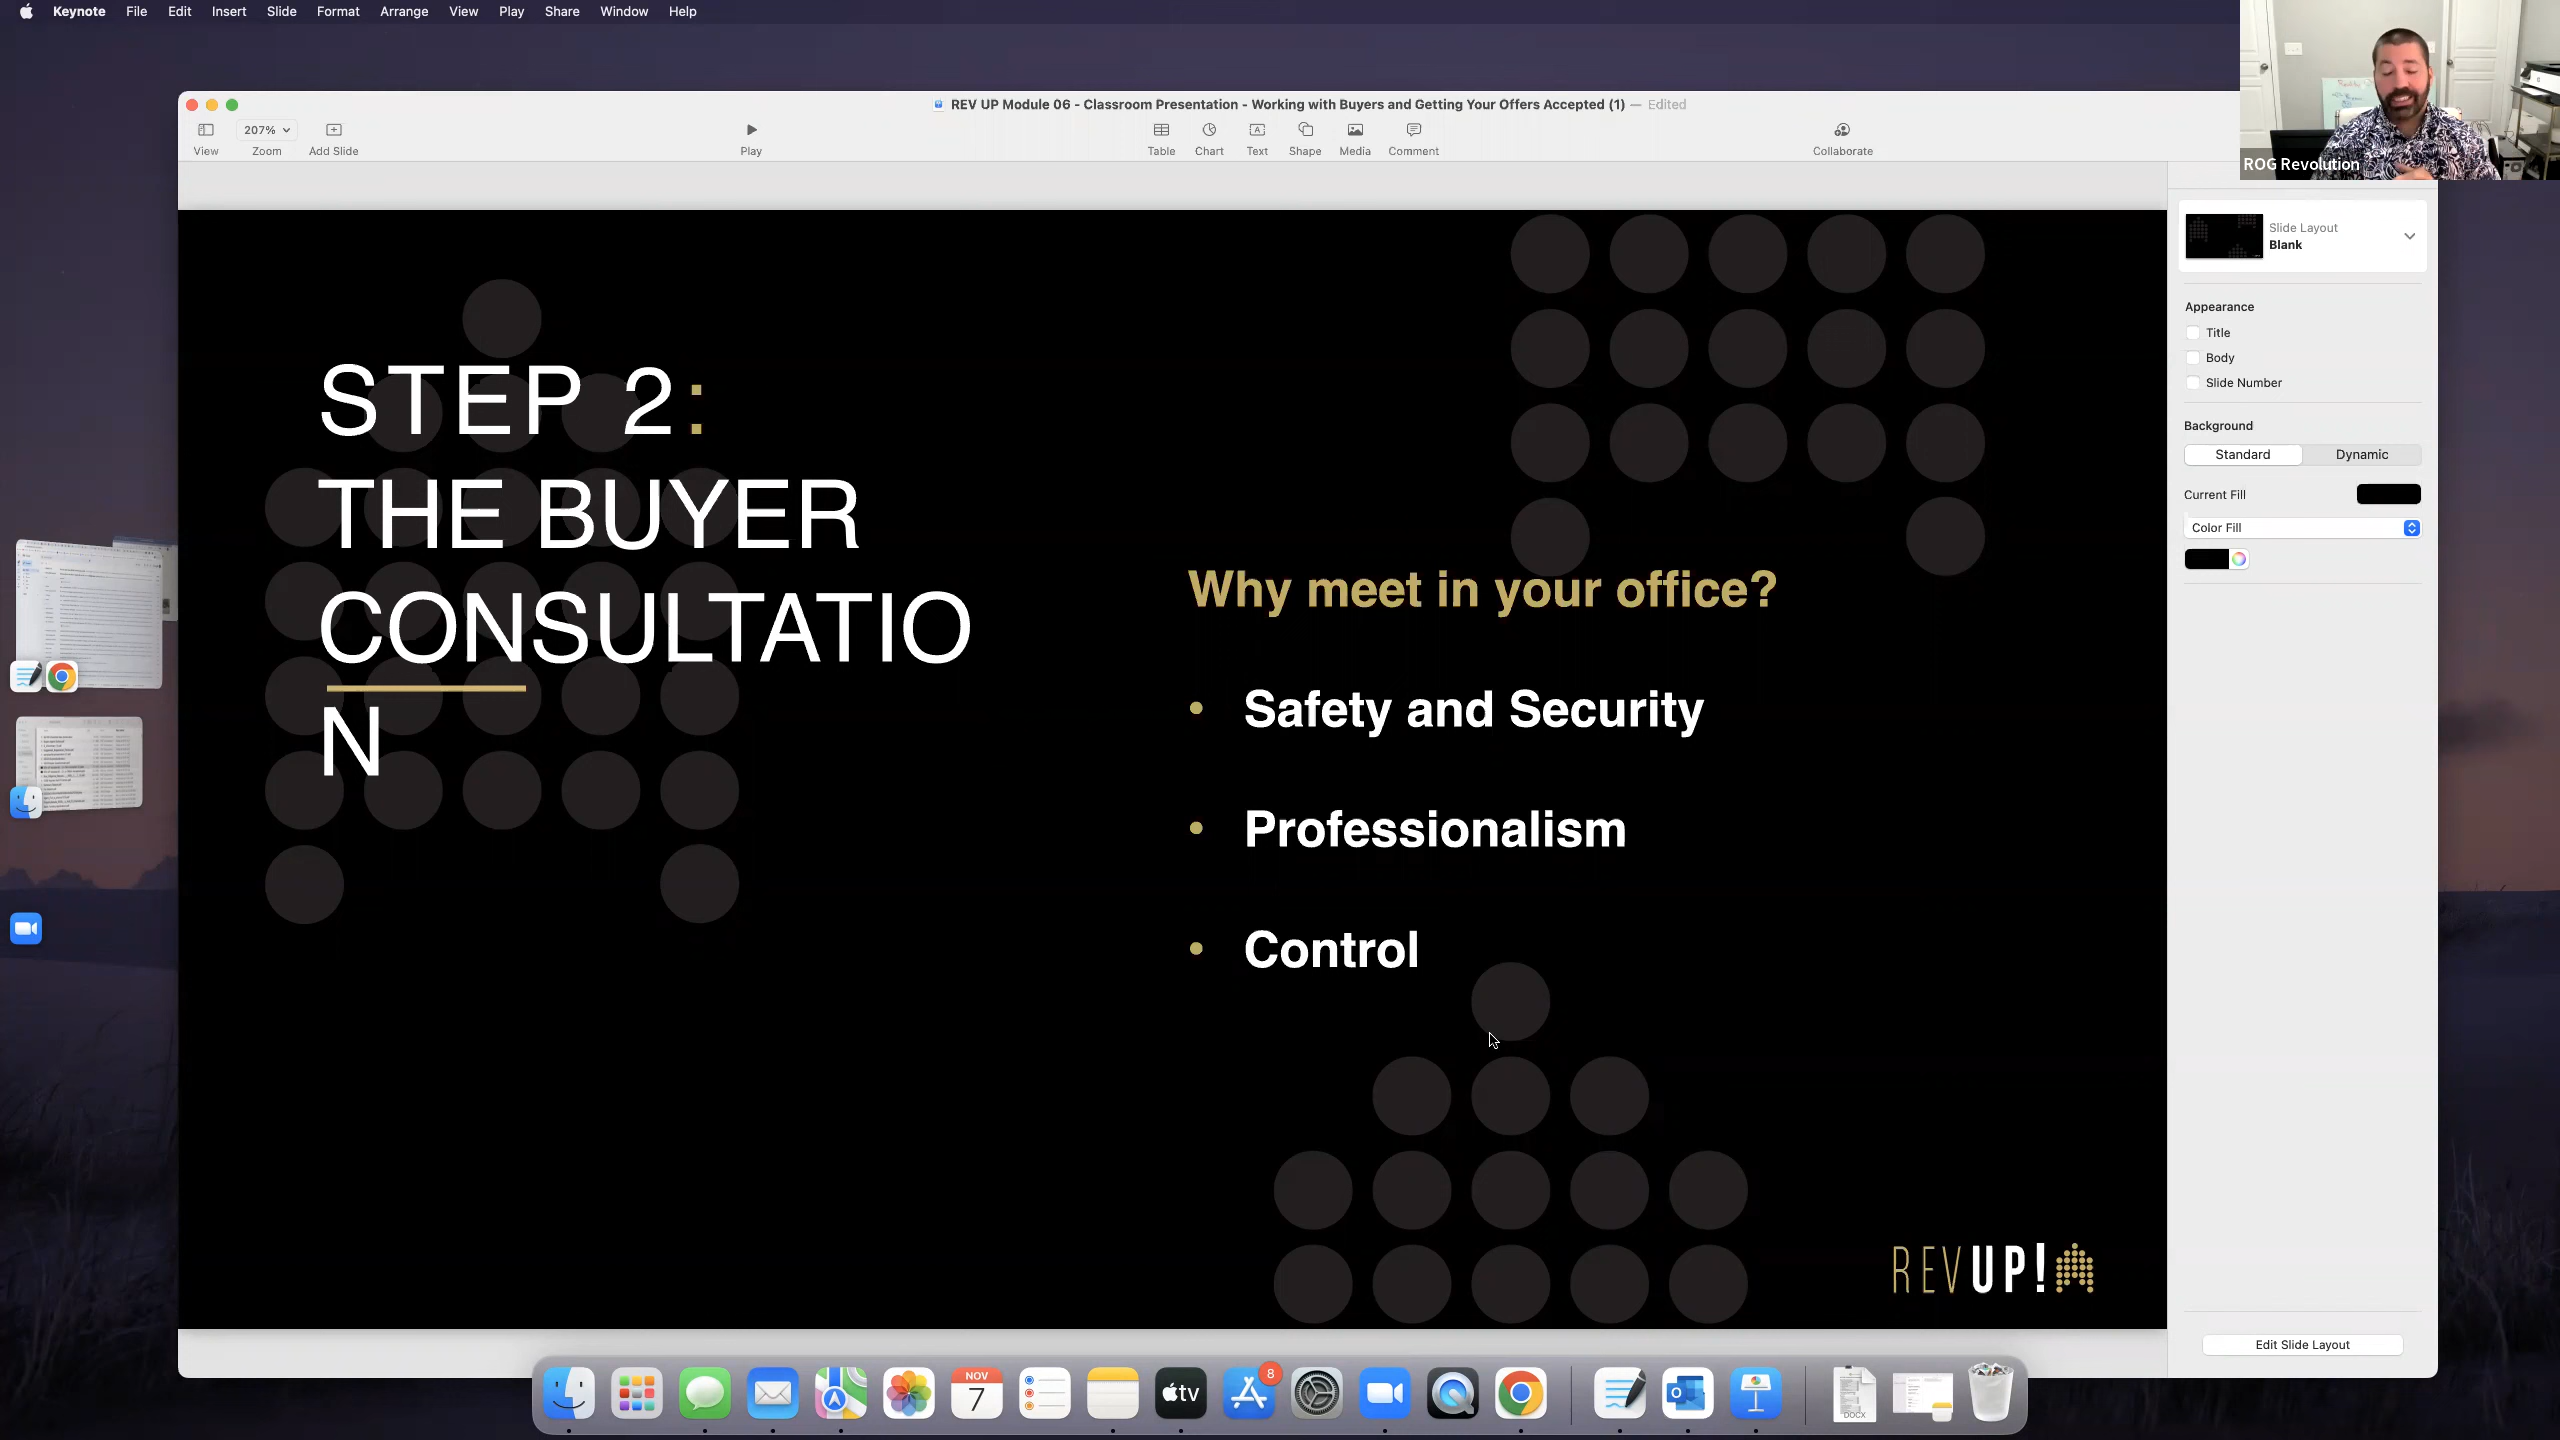 Keynote File Edit Insert Slide Format Arrange View Play Share Window Help
REV UP Module 06 - Classroom Presentation - Working with Buyers and Getting Your Offers Accepted (1) — Edited
207%
View Zoom Add Slide Play Table Chart Text Shape Media Comment Collaborate
ROG Revolution
STEP 2:
THE BUYER
CONSULTATIO
N
Why meet in your office?
• Safety and Security
• Professionalism
• Control
REVUP!
Slide Layout
Blank
Appearance
Title
Body
Slide Number
Background
Standard Dynamic
Current Fill
Color Fill
Edit Slide Layout
NOV
7
tv
8
DOCX